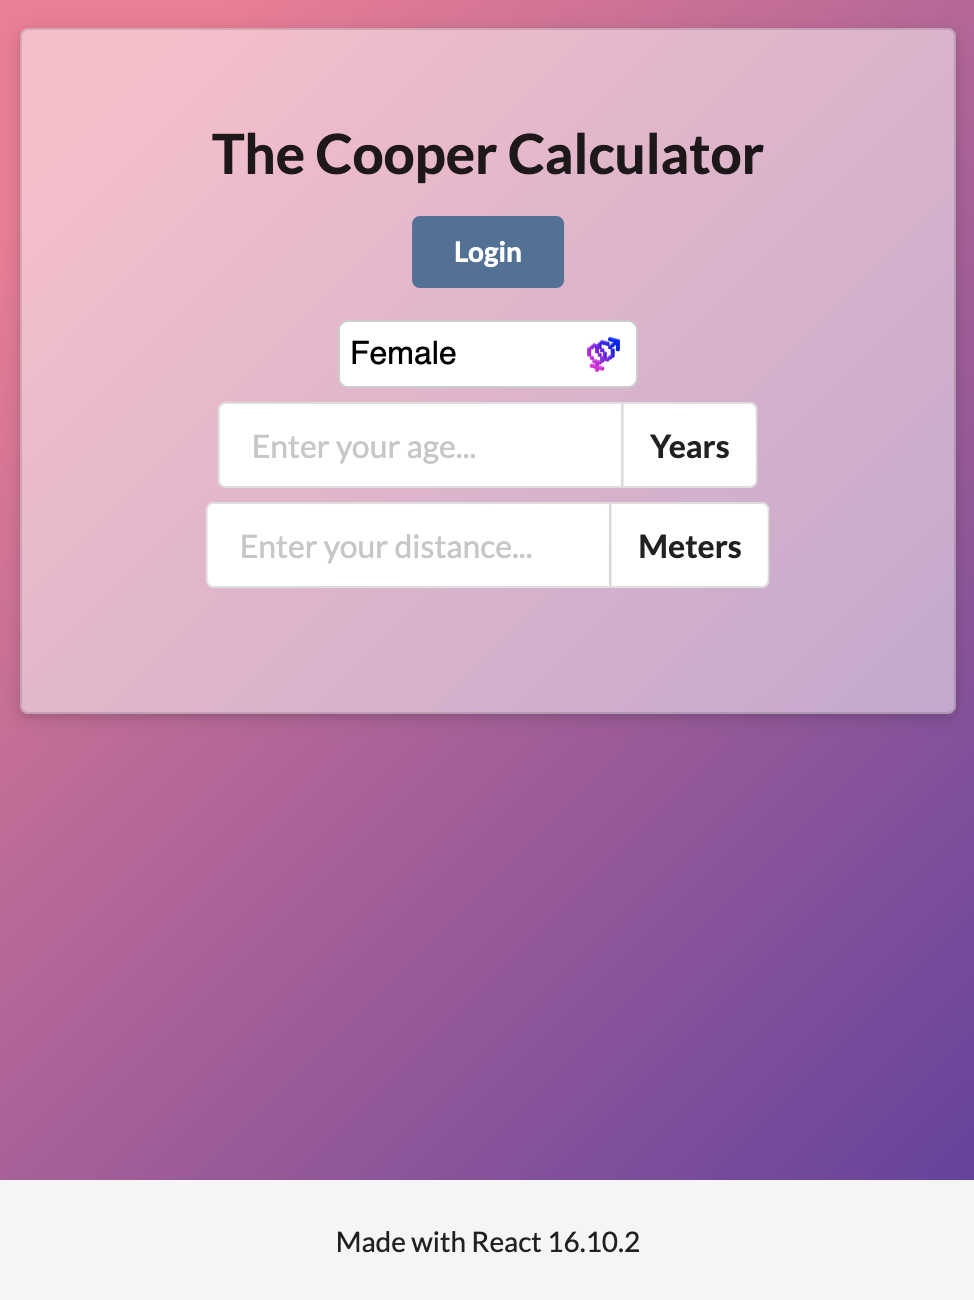 The Cooper Calculator
Login
Female
Enter your age...
Years
Enter your distance...
Meters
Made with React 16.10.2